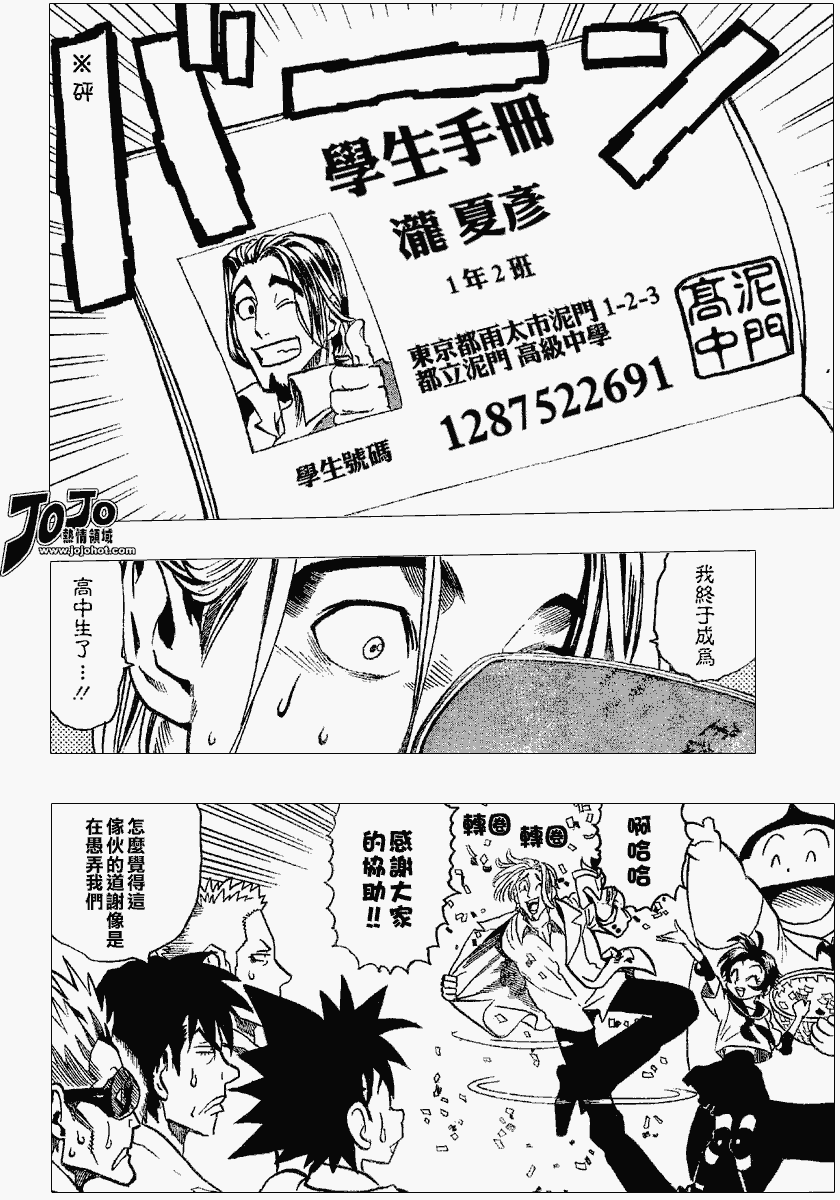 バーン
※砰
學生手冊
瀧 夏彥
1年2班
東京都雨太市泥門 1-2-3
都立泥門 高級中學
1287522691
學生號碼
泥門
高中
JOJO
熱情領域
www.jojohot.com
我終于成爲
高中生了…!!
啊哈哈
轉圈
轉圈
感謝大家
的協助!!
怎麼覺得這
傢伙的道謝像是
在愚弄我們